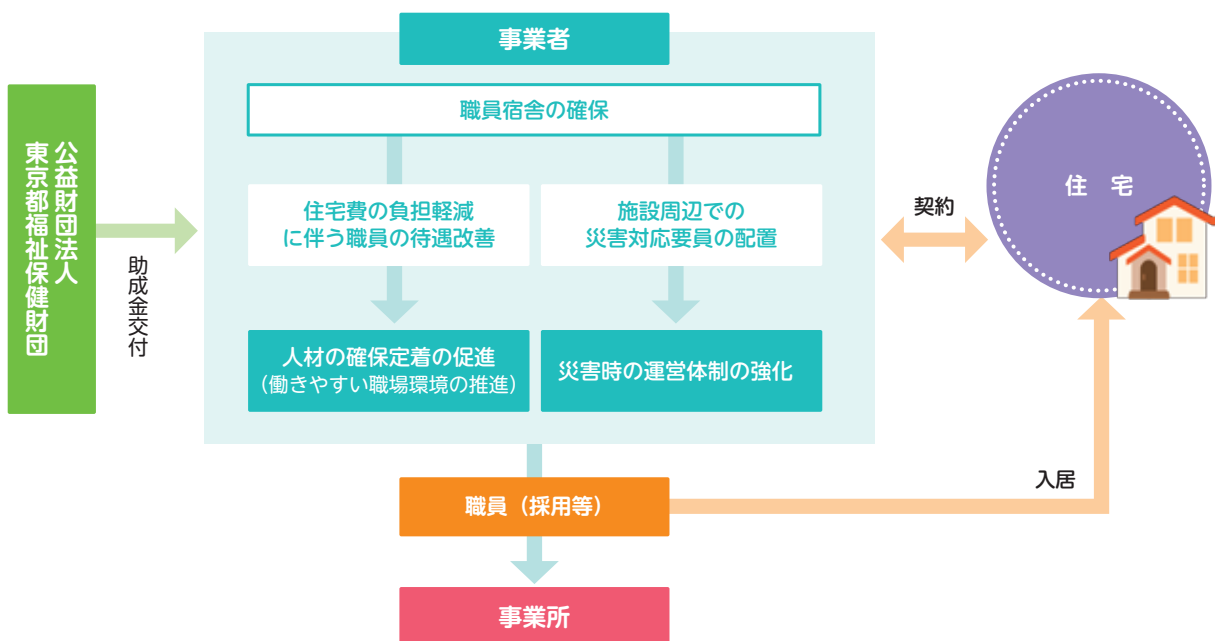 事業者
職員宿舎の確保
公益財団法人
東京都福祉保健財団
助成金交付
住宅費の負担軽減
に伴う職員の待遇改善
施設周辺での
災害対応要員の配置
契約
住 宅
人材の確保定着の促進
(働きやすい職場環境の推進)
災害時の運営体制の強化
入居
職員（採用等）
事業所